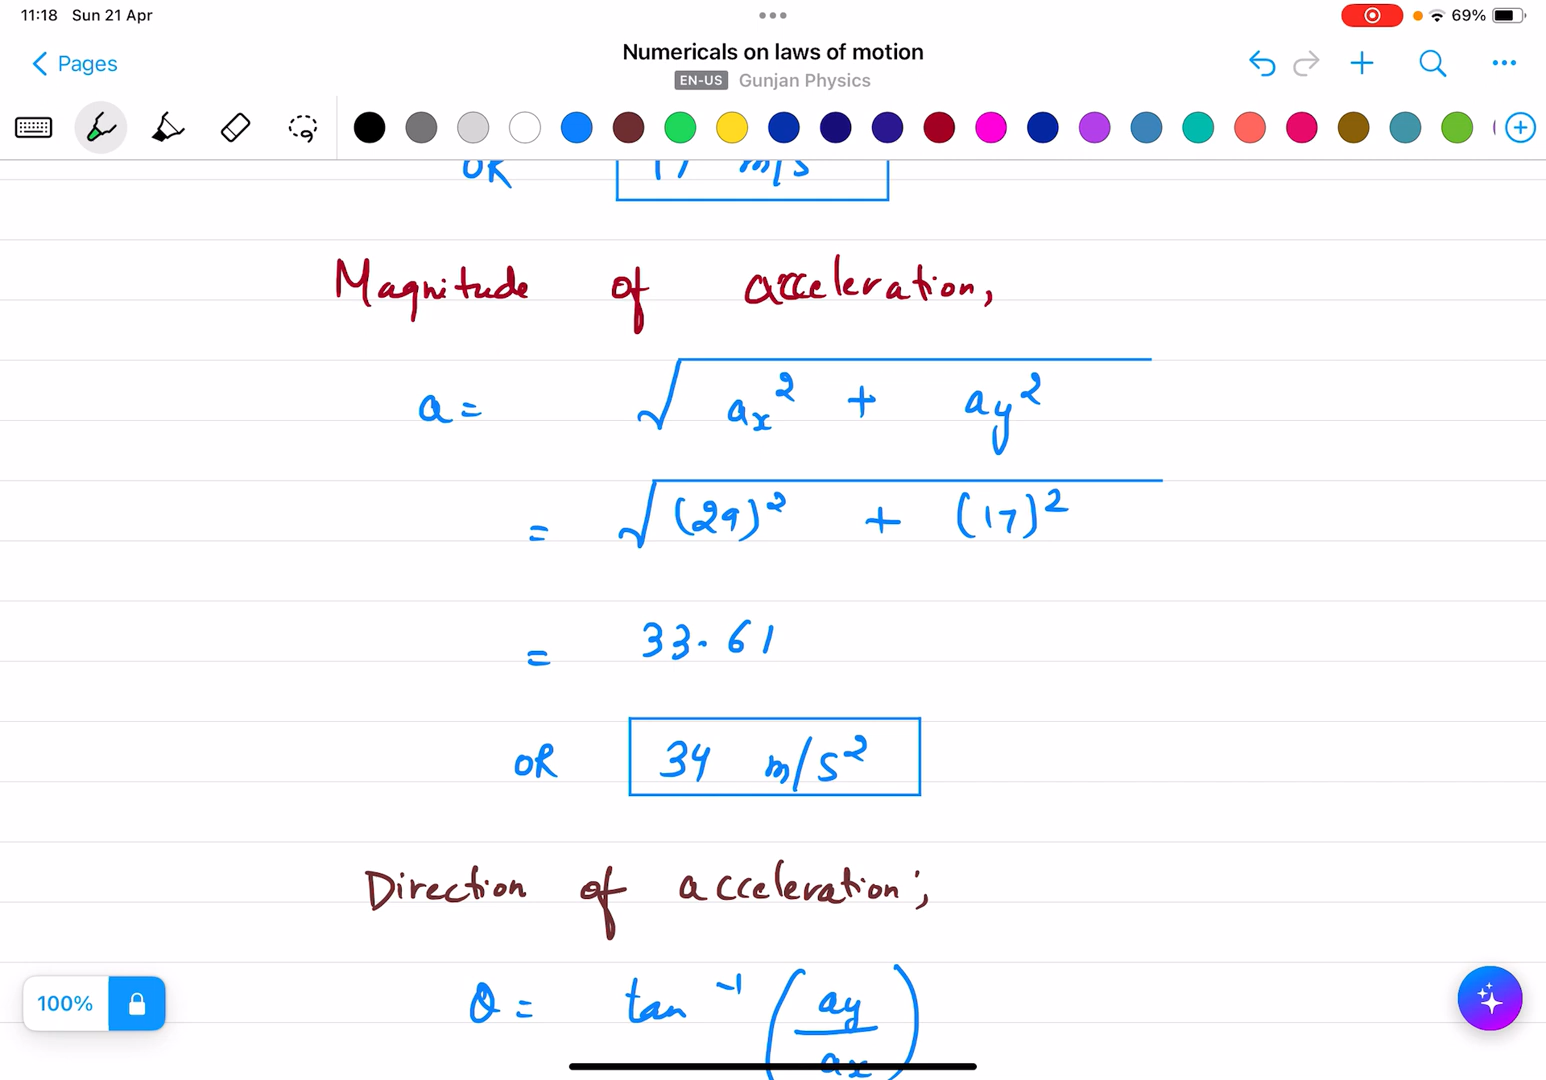 11:18 Sun 21 Apr
69%
Pages
Numericals on laws of motion
EN-US Gunjan Physics
OR 17 m/s
Magnitude of acceleration,
a = √(ax² + ay²)
= √((29)² + (17)²)
= 33.61
OR 34 m/s²
Direction of acceleration;
θ = tan⁻¹ (ay/ax)
100%